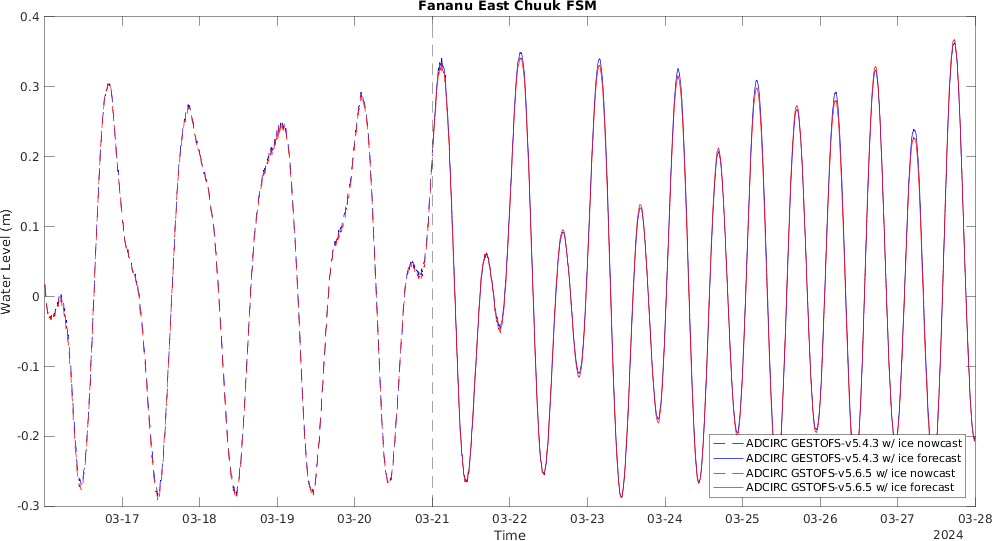 Fananu East Chuuk FSM
Water Level (m)
0.4
0.3
0.2
0.1
0
-0.1
-0.2
-0.3
ADCIRC GESTOFS-v5.4.3 w/ ice nowcast
ADCIRC GESTOFS-v5.4.3 w/ ice forecast
ADCIRC GSTOFS-v5.6.5 w/ ice nowcast
ADCIRC GSTOFS-v5.6.5 w/ ice forecast
03-17 03-18 03-19 03-20 03-21 03-22 03-23 03-24 03-25 03-26 03-27 03-28
Time
2024